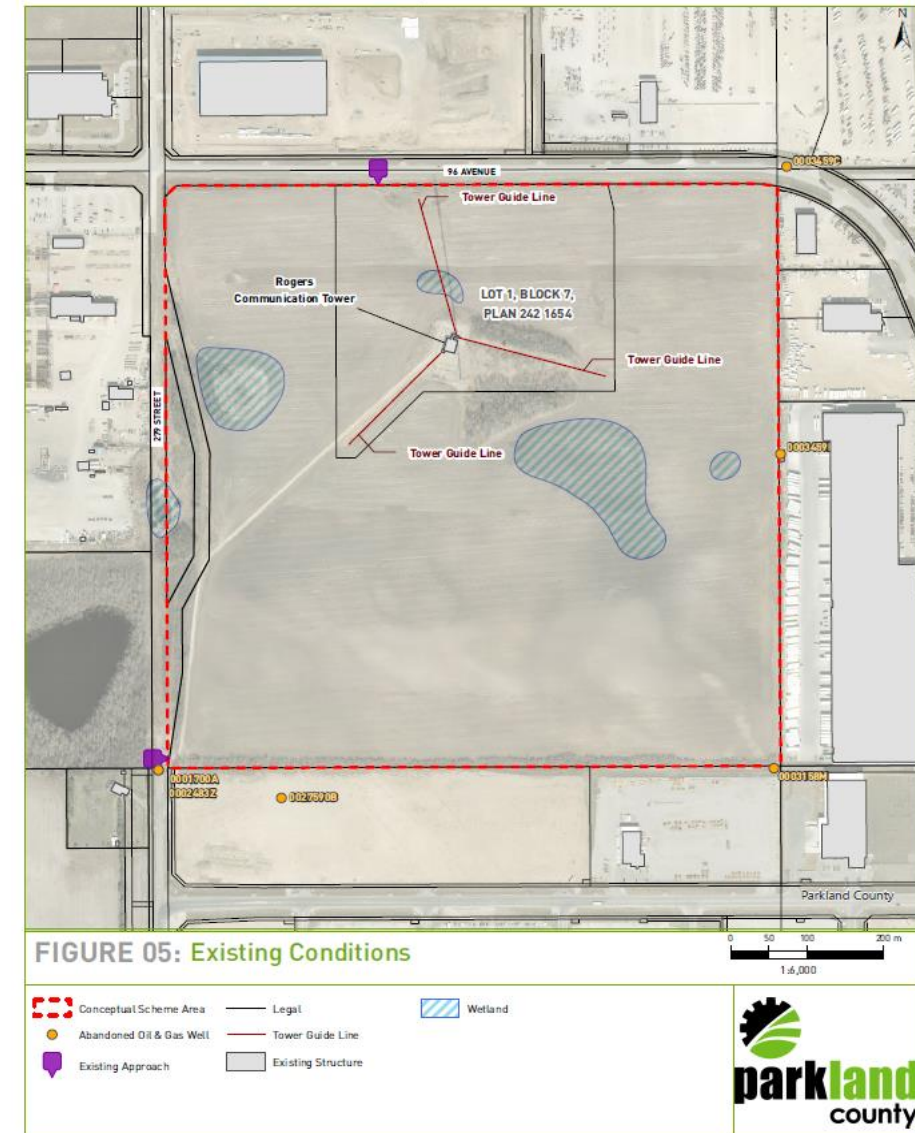 N
96 AVENUE
0003459C
Tower Guide Line
Rogers
Communication Tower
LOT 1, BLOCK 7,
PLAN 242 1654
Tower Guide Line
279 STREET
Tower Guide Line
0001700A
0002483Z
0027590B
0003158M
Parkland County
FIGURE 05: Existing Conditions
0 50 100 200 m
1:6,000
Conceptual Scheme Area
Legal
Wetland
Abandoned Oil & Gas Well
Tower Guide Line
Existing Approach
Existing Structure
parkland
county